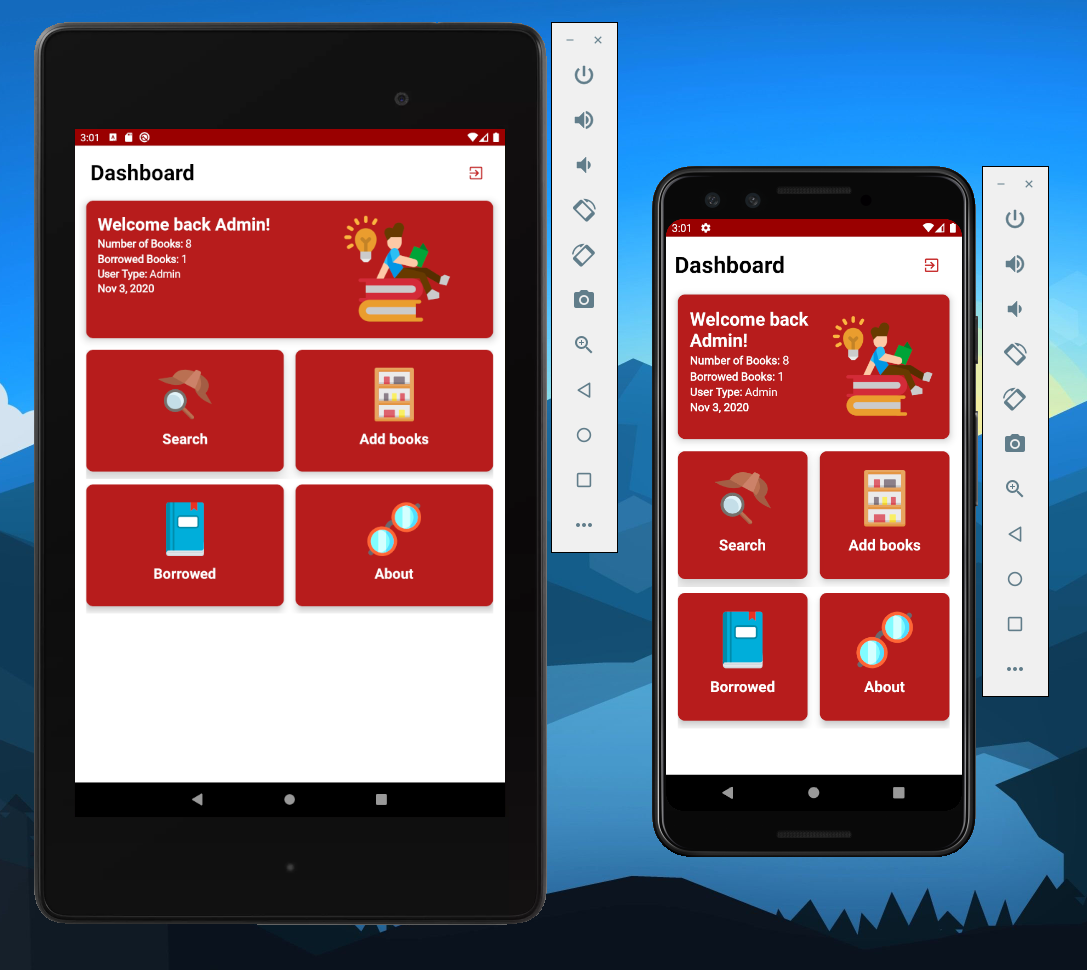 3:01
Dashboard
Welcome back Admin!
Number of Books: 8
Borrowed Books: 1
User Type: Admin
Nov 3, 2020
Search
Add books
Borrowed
About
3:01
Dashboard
Welcome back
Admin!
Number of Books: 8
Borrowed Books: 1
User Type: Admin
Nov 3, 2020
Search
Add books
Borrowed
About